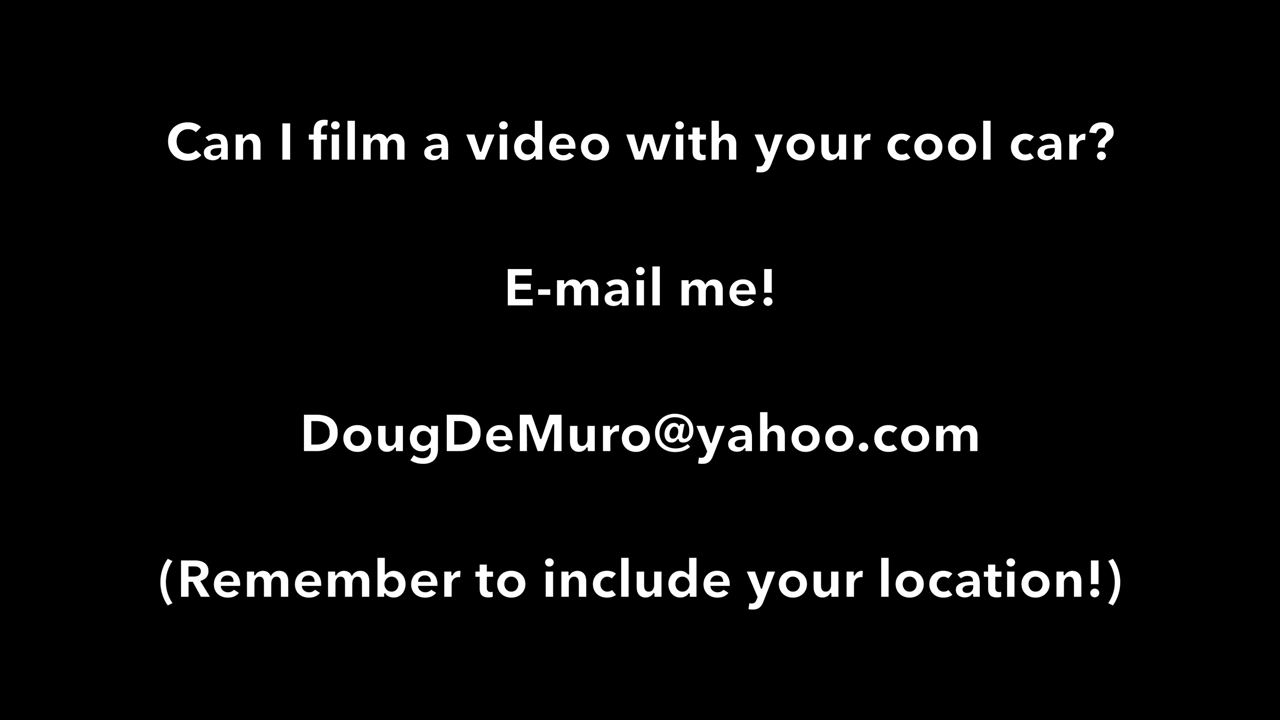 Can I film a video with your cool car?
E-mail me!
DougDeMuro@yahoo.com
(Remember to include your location!)